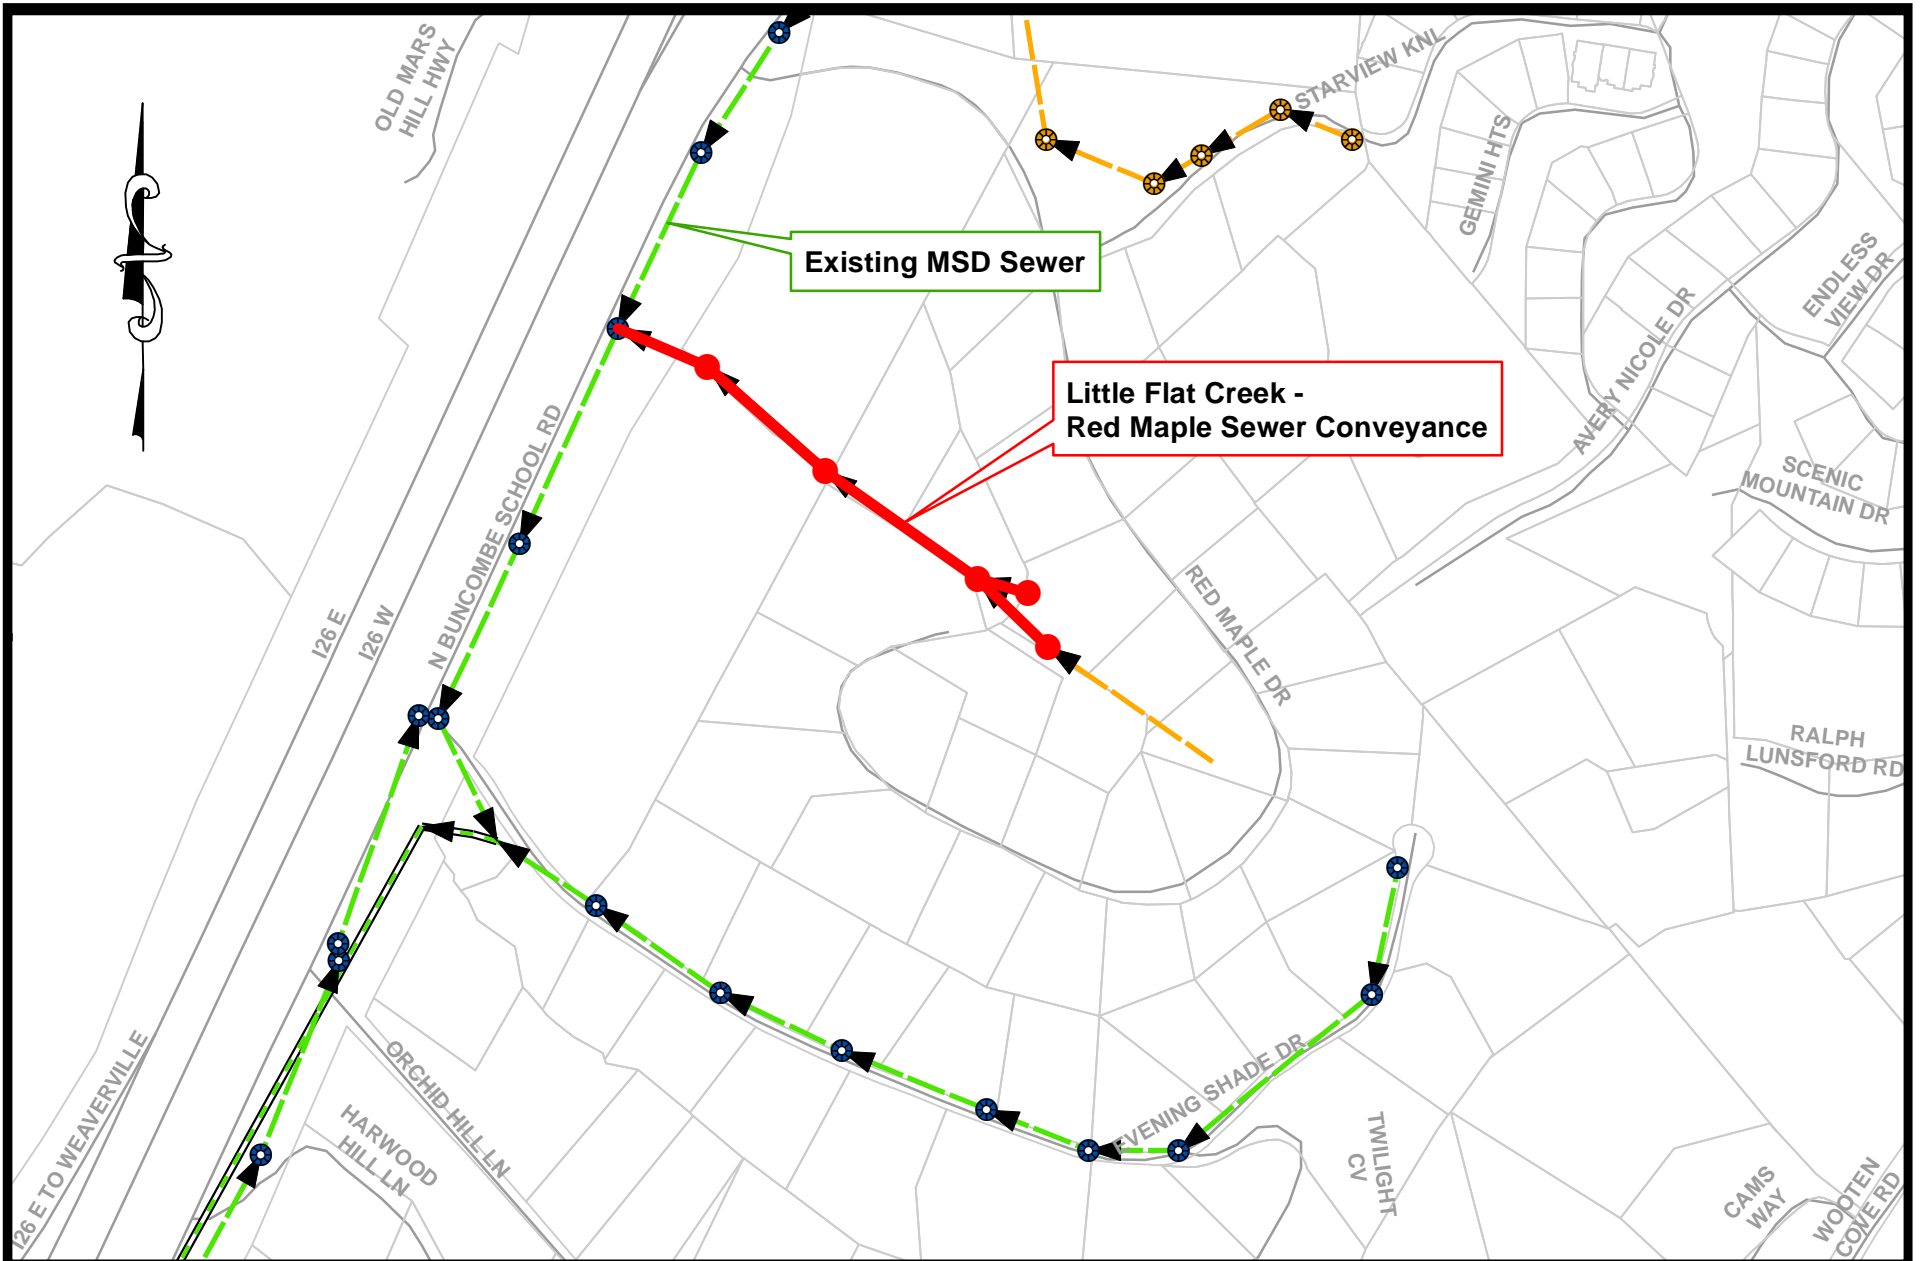 OLD MARS
HILL HWY
STARVIEW KNL
GEMINI HTS
Existing MSD Sewer
ENDLESS
VIEW DR
AVERY NICOLE DR
Little Flat Creek -
Red Maple Sewer Conveyance
SCENIC
MOUNTAIN DR
N BUNCOMBE SCHOOL RD
I26 E
I26 W
RED MAPLE DR
RALPH
LUNSFORD RD
I26 E TO WEAVERVILLE
ORCHID HILL LN
HARWOOD
HILL LN
EVENING SHADE DR
TWILIGHT
CV
CAMS
WAY
WOOTEN
COVE RD